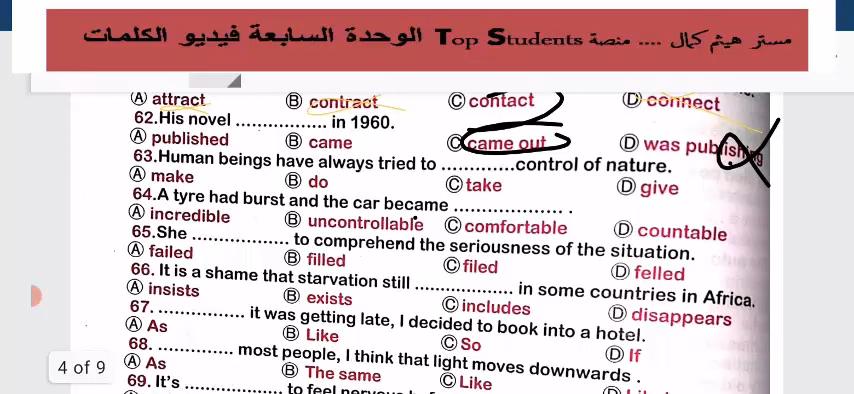 مستر هيثم كمال .... منصة Top Students الوحدة السابعة فيديو الكلمات
Ⓐ attract Ⓑ contract Ⓒ contact Ⓓ connect
62.His novel ................ in 1960.
Ⓐ published Ⓑ came Ⓒ came out Ⓓ was publishing
63.Human beings have always tried to .............control of nature.
Ⓐ make Ⓑ do Ⓒ take Ⓓ give
64.A tyre had burst and the car became ................... .
Ⓐ incredible Ⓑ uncontrollable Ⓒ comfortable Ⓓ countable
65.She ................. to comprehend the seriousness of the situation.
Ⓐ failed Ⓑ filled Ⓒ filed Ⓓ felled
66. It is a shame that starvation still ................. in some countries in Africa.
Ⓐ insists Ⓑ exists Ⓒ includes Ⓓ disappears
67. ............... it was getting late, I decided to book into a hotel.
Ⓐ As Ⓑ Like Ⓒ So Ⓓ If
68. ............. most people, I think that light moves downwards .
Ⓐ As Ⓑ The same Ⓒ Like
4 of 9
69. It's ................. to feel nervous